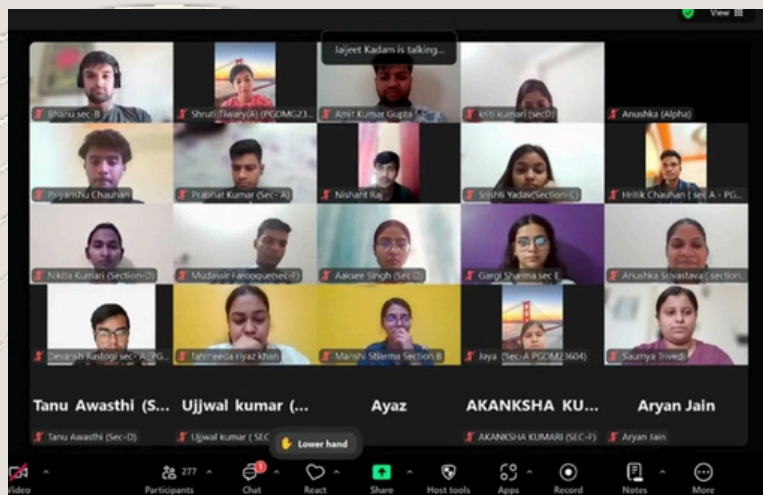 View
Jaijeet Kadam is talking...
Bhanu sec-B
Shruti Tiwary(A) (PGDMG23...
Amit Kumar Gupta
kriti kumari (secD)
Anushka (Alpha)
Priyanshu Chauhan
Prabhat Kumar (Sec- A)
Nishant Raj
Srishti Yadav(Section-C)
Hritik Chauhan ( sec A - PG...
Nikita Kumari (Section-D)
Mudassir Farooque(sec-F)
Aaksee Singh (Sec D)
Gargi Sharma sec E
Anushka Srivastava ( section...
Devansh Rastogi sec- A (PG...
fahmeeda riyaz khan
Manshi Sharma Section B
Jaya (Sec-A PGDM23604)
Saumya Trivedi
Tanu Awasthi (S...
Ujjwal kumar (...
Ayaz
AKANKSHA KU...
Aryan Jain
Tanu Awasthi (Sec-D)
Ujjwal kumar ( SEC
Lower hand
AKANKSHA KUMARI (SEC-F)
Aryan Jain
Video
Participants
277
Chat
1
React
Share
Host tools
Apps
Record
Notes
More